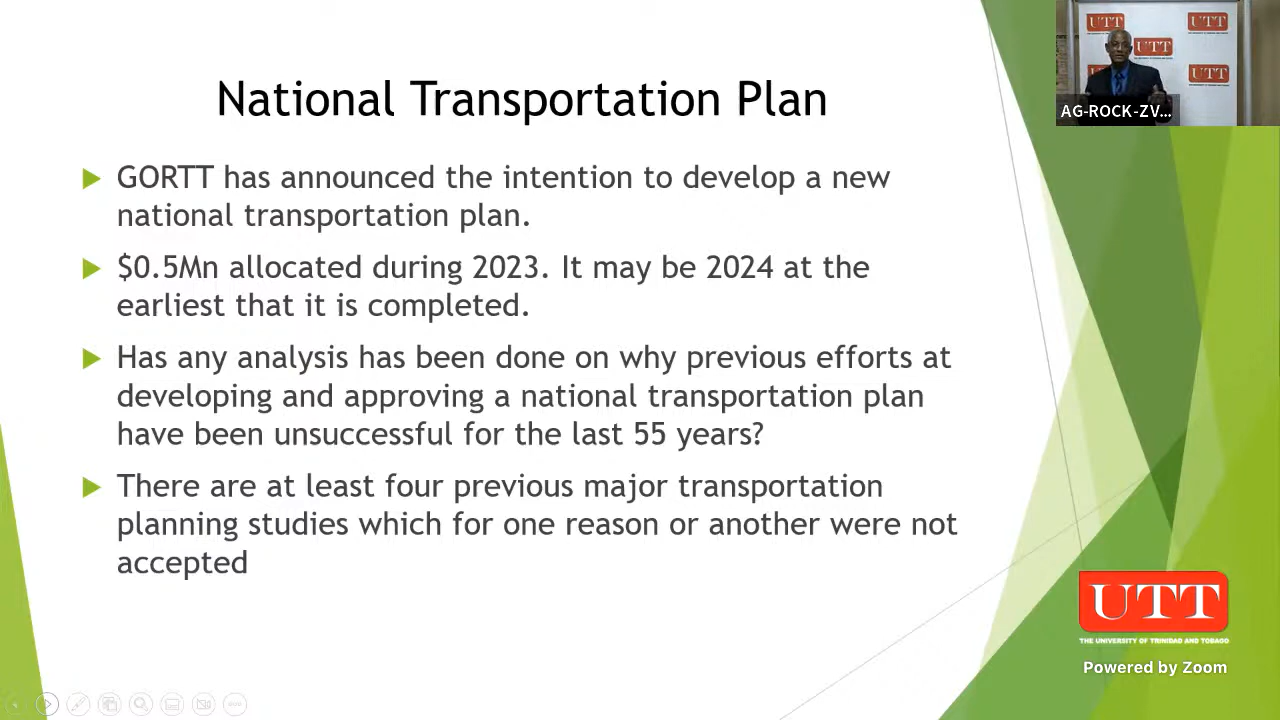 National Transportation Plan
GORTT has announced the intention to develop a new
national transportation plan.
$0.5Mn allocated during 2023. It may be 2024 at the
earliest that it is completed.
Has any analysis has been done on why previous efforts at
developing and approving a national transportation plan
have been unsuccessful for the last 55 years?
There are at least four previous major transportation
planning studies which for one reason or another were not
accepted
UTT
UTT
UTT
UTT
AG-ROCK-ZV...
UTT
THE UNIVERSITY OF TRINIDAD AND TOBAGO
Powered by Zoom